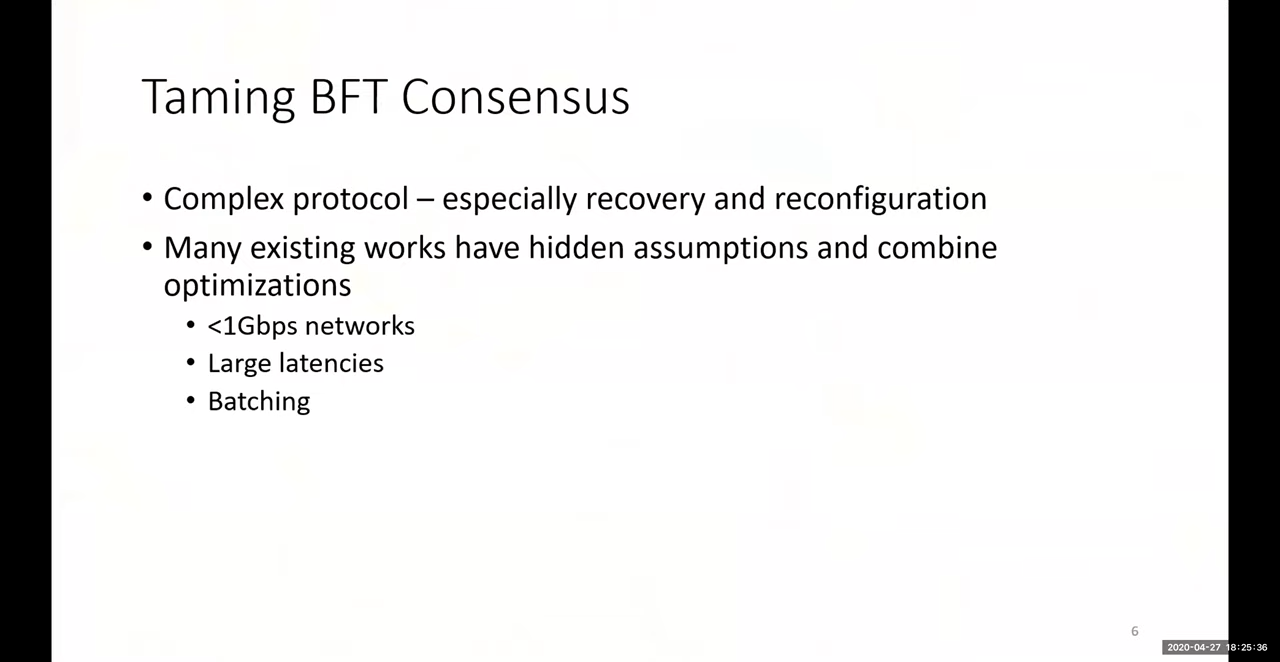 Taming BFT Consensus
• Complex protocol – especially recovery and reconfiguration
• Many existing works have hidden assumptions and combine
optimizations
• <1Gbps networks
• Large latencies
• Batching
6
2020-04-27 18:25:36